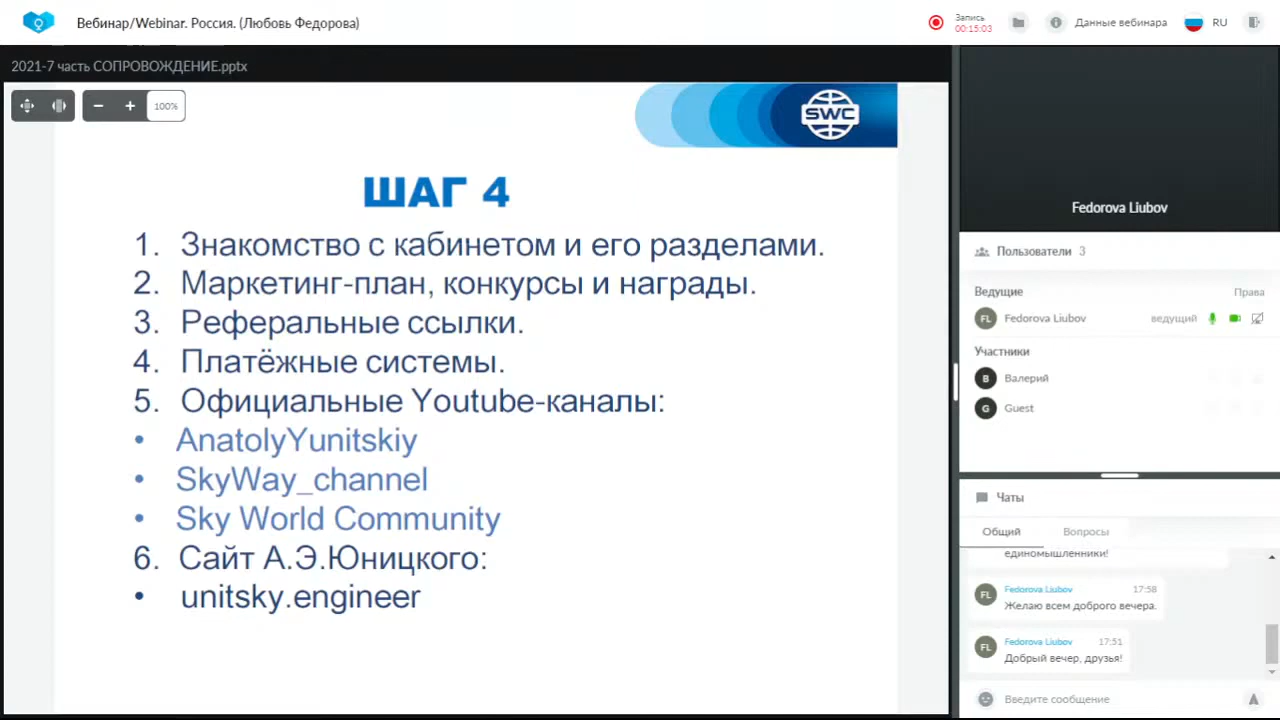 Вебинар/Webinar. Россия. (Любовь Федорова)
Запись
00:15:03
Данные вебинара
RU
2021-7 часть СОПРОВОЖДЕНИЕ.pptx
100%
SWC
ШАГ 4
1. Знакомство с кабинетом и его разделами.
2. Маркетинг-план, конкурсы и награды.
3. Реферальные ссылки.
4. Платёжные системы.
5. Официальные Youtube-каналы:
• AnatolyYunitskiy
• SkyWay_channel
• Sky World Community
6. Сайт А.Э.Юницкого:
• unitsky.engineer
Fedorova Liubov
Пользователи 3
Ведущие Права
FL Fedorova Liubov ведущий
Участники
В Валерий
G Guest
Чаты
Общий Вопросы
единомышленники!
FL Fedorova Liubov 17:58
Желаю всем доброго вечера.
FL Fedorova Liubov 17:51
Добрый вечер, друзья!
Введите сообщение